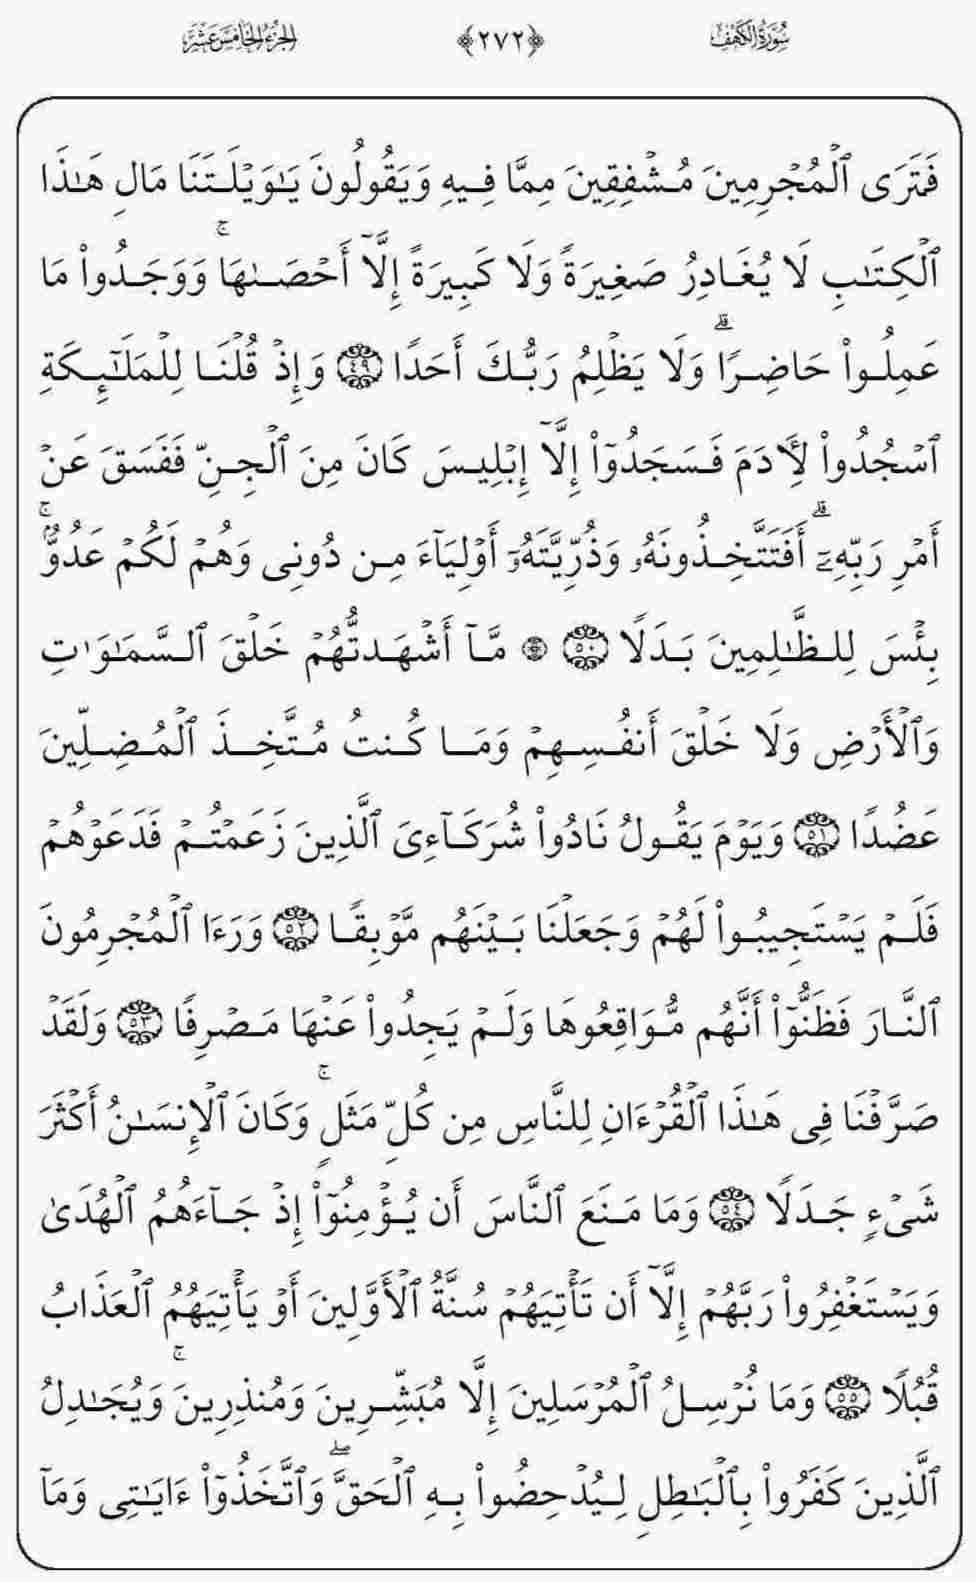 سُورَةُ الكَهْفِ ﴿٢٧٢﴾ الجُزْءُ الخَامِسَ عَشَرَ
فَتَرَى ٱلْمُجْرِمِينَ مُشْفِقِينَ مِمَّا فِيهِ وَيَقُولُونَ يَـٰوَيْلَتَنَا مَالِ هَـٰذَا
ٱلْكِتَـٰبِ لَا يُغَادِرُ صَغِيرَةً وَلَا كَبِيرَةً إِلَّآ أَحْصَىٰهَا ۚ وَوَجَدُوا۟ مَا
عَمِلُوا۟ حَاضِرًا ۗ وَلَا يَظْلِمُ رَبُّكَ أَحَدًا ٤٩ وَإِذْ قُلْنَا لِلْمَلَـٰٓئِكَةِ
ٱسْجُدُوا۟ لِـَٔادَمَ فَسَجَدُوٓا۟ إِلَّآ إِبْلِيسَ كَانَ مِنَ ٱلْجِنِّ فَفَسَقَ عَنْ
أَمْرِ رَبِّهِۦٓ ۗ أَفَتَتَّخِذُونَهُۥ وَذُرِّيَّتَهُۥٓ أَوْلِيَآءَ مِن دُونِى وَهُمْ لَكُمْ عَدُوٌّۢ ۚ
بِئْسَ لِلظَّـٰلِمِينَ بَدَلًا ٥٠ ۞ مَّآ أَشْهَدتُّهُمْ خَلْقَ ٱلسَّمَـٰوَٰتِ
وَٱلْأَرْضِ وَلَا خَلْقَ أَنفُسِهِمْ وَمَا كُنتُ مُتَّخِذَ ٱلْمُضِلِّينَ
عَضُدًا ٥١ وَيَوْمَ يَقُولُ نَادُوا۟ شُرَكَآءِىَ ٱلَّذِينَ زَعَمْتُمْ فَدَعَوْهُمْ
فَلَمْ يَسْتَجِيبُوا۟ لَهُمْ وَجَعَلْنَا بَيْنَهُم مَّوْبِقًا ٥٢ وَرَءَا ٱلْمُجْرِمُونَ
ٱلنَّارَ فَظَنُّوٓا۟ أَنَّهُم مُّوَاقِعُوهَا وَلَمْ يَجِدُوا۟ عَنْهَا مَصْرِفًا ٥٣ وَلَقَدْ
صَرَّفْنَا فِى هَـٰذَا ٱلْقُرْءَانِ لِلنَّاسِ مِن كُلِّ مَثَلٍ ۚ وَكَانَ ٱلْإِنسَـٰنُ أَكْثَرَ
شَىْءٍ جَدَلًا ٥٤ وَمَا مَنَعَ ٱلنَّاسَ أَن يُؤْمِنُوٓا۟ إِذْ جَآءَهُمُ ٱلْهُدَىٰ
وَيَسْتَغْفِرُوا۟ رَبَّهُمْ إِلَّآ أَن تَأْتِيَهُمْ سُنَّةُ ٱلْأَوَّلِينَ أَوْ يَأْتِيَهُمُ ٱلْعَذَابُ
قُبُلًا ٥٥ وَمَا نُرْسِلُ ٱلْمُرْسَلِينَ إِلَّا مُبَشِّرِينَ وَمُنذِرِينَ ۚ وَيُجَـٰدِلُ
ٱلَّذِينَ كَفَرُوا۟ بِٱلْبَـٰطِلِ لِيُدْحِضُوا۟ بِهِ ٱلْحَقَّ ۖ وَٱتَّخَذُوٓا۟ ءَايَـٰتِى وَمَآ